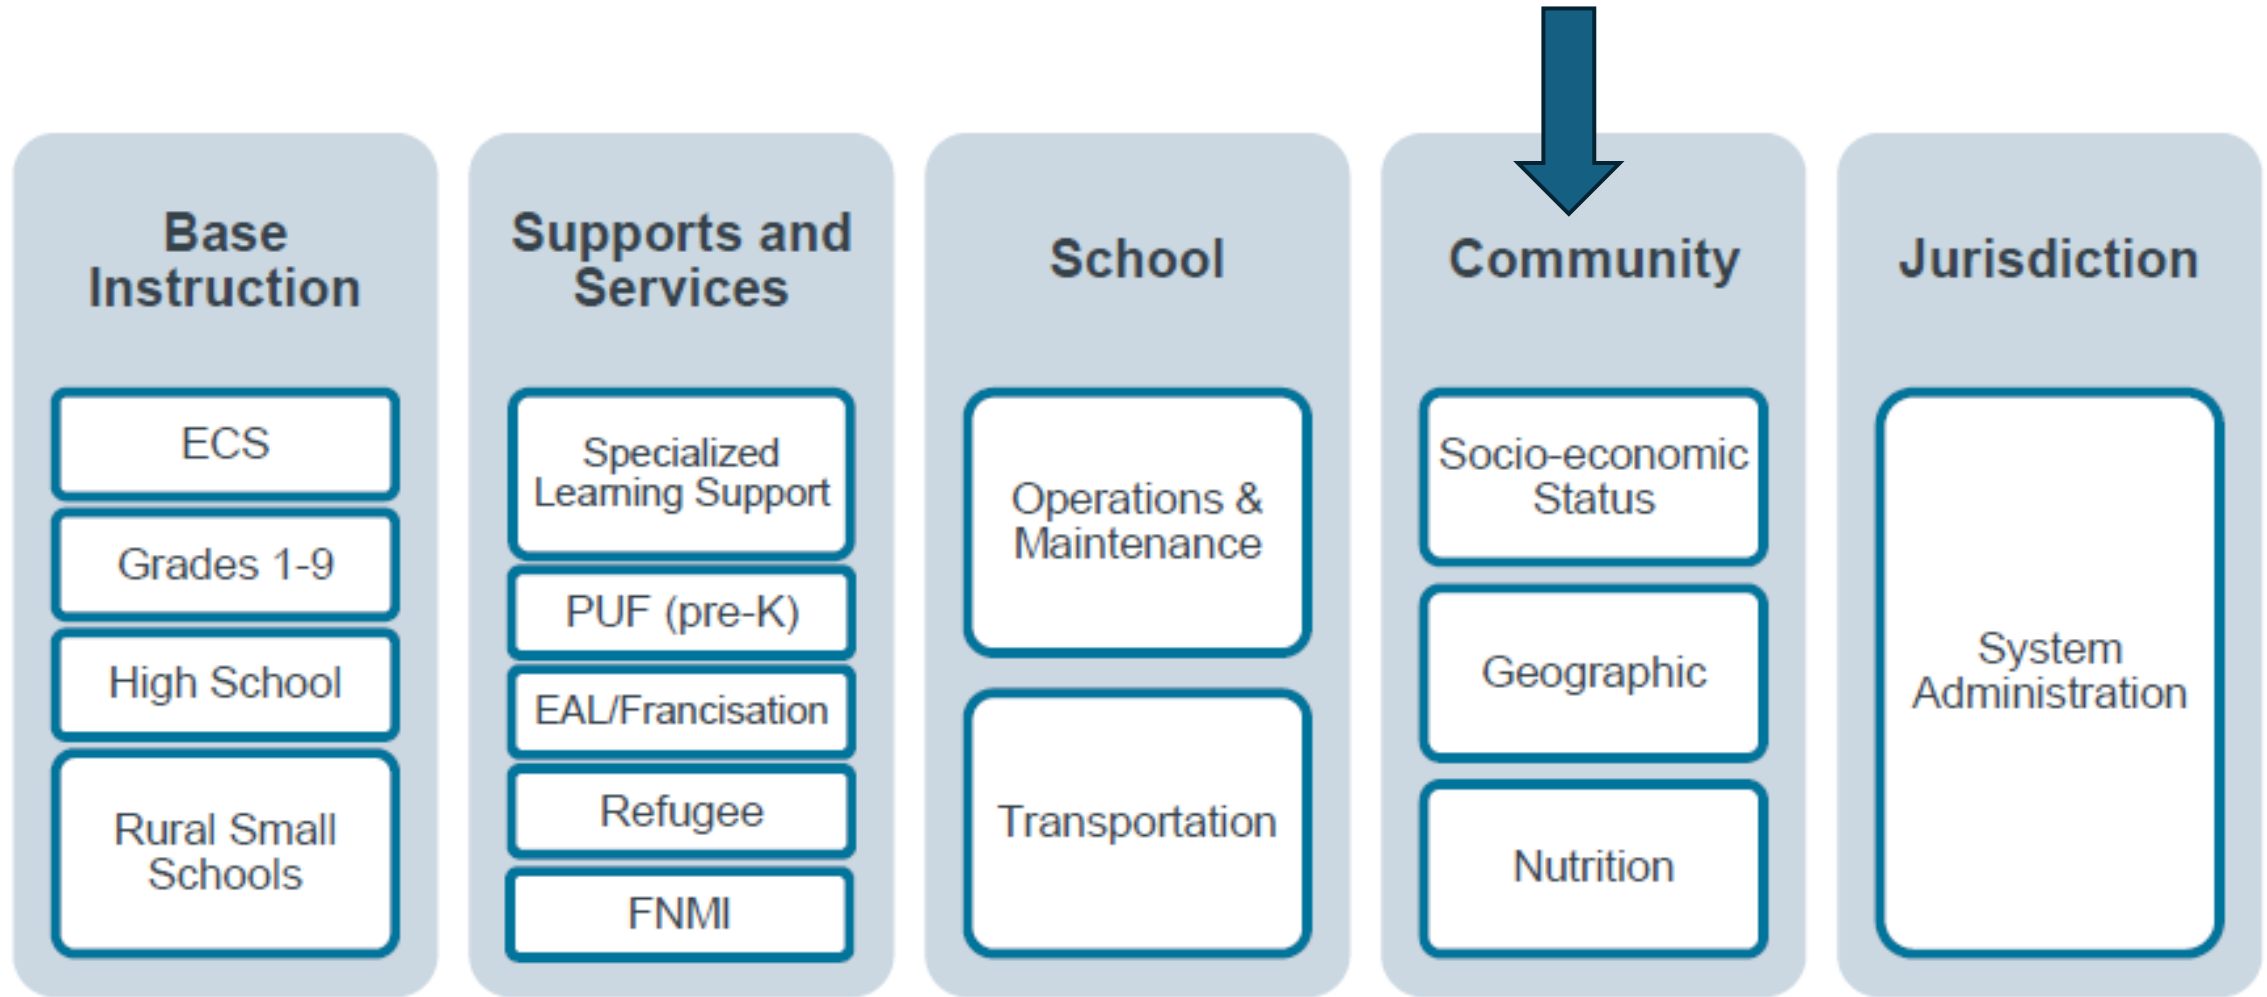 Base
Instruction
ECS
Grades 1-9
High School
Rural Small
Schools
Supports and
Services
Specialized
Learning Support
PUF (pre-K)
EAL/Francisation
Refugee
FNMI
School
Operations &
Maintenance
Transportation
Community
Socio-economic
Status
Geographic
Nutrition
Jurisdiction
System
Administration